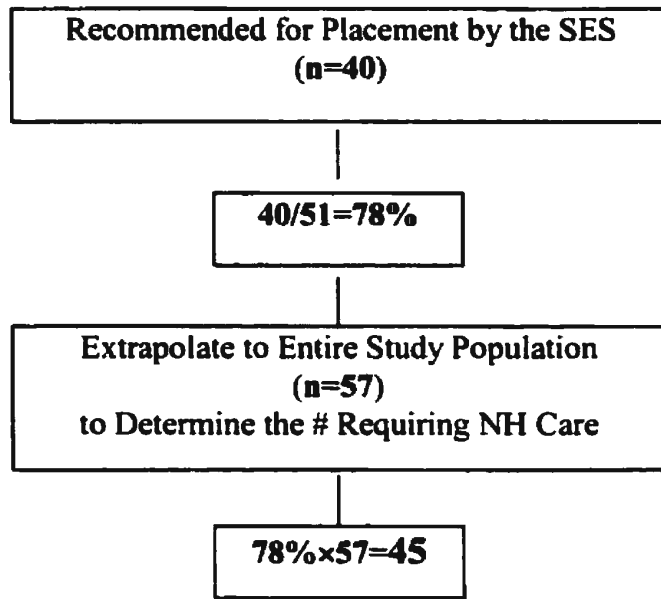 Recommended for Placement by the SES
(n=40)
40/51=78%
Extrapolate to Entire Study Population
(n=57)
to Determine the # Requiring NH Care
78%×57=45